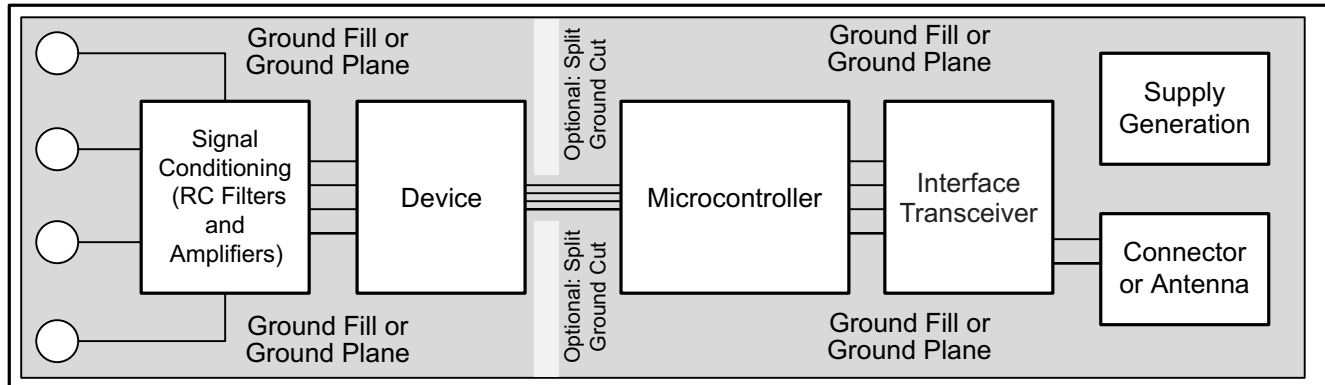 Ground Fill or
Ground Plane
Optional: Split
Ground Cut
Ground Fill or
Ground Plane
Supply
Generation
Signal
Conditioning
(RC Filters
and
Amplifiers)
Device
Microcontroller
Interface
Transceiver
Connector
or Antenna
Ground Fill or
Ground Plane
Optional: Split
Ground Cut
Ground Fill or
Ground Plane